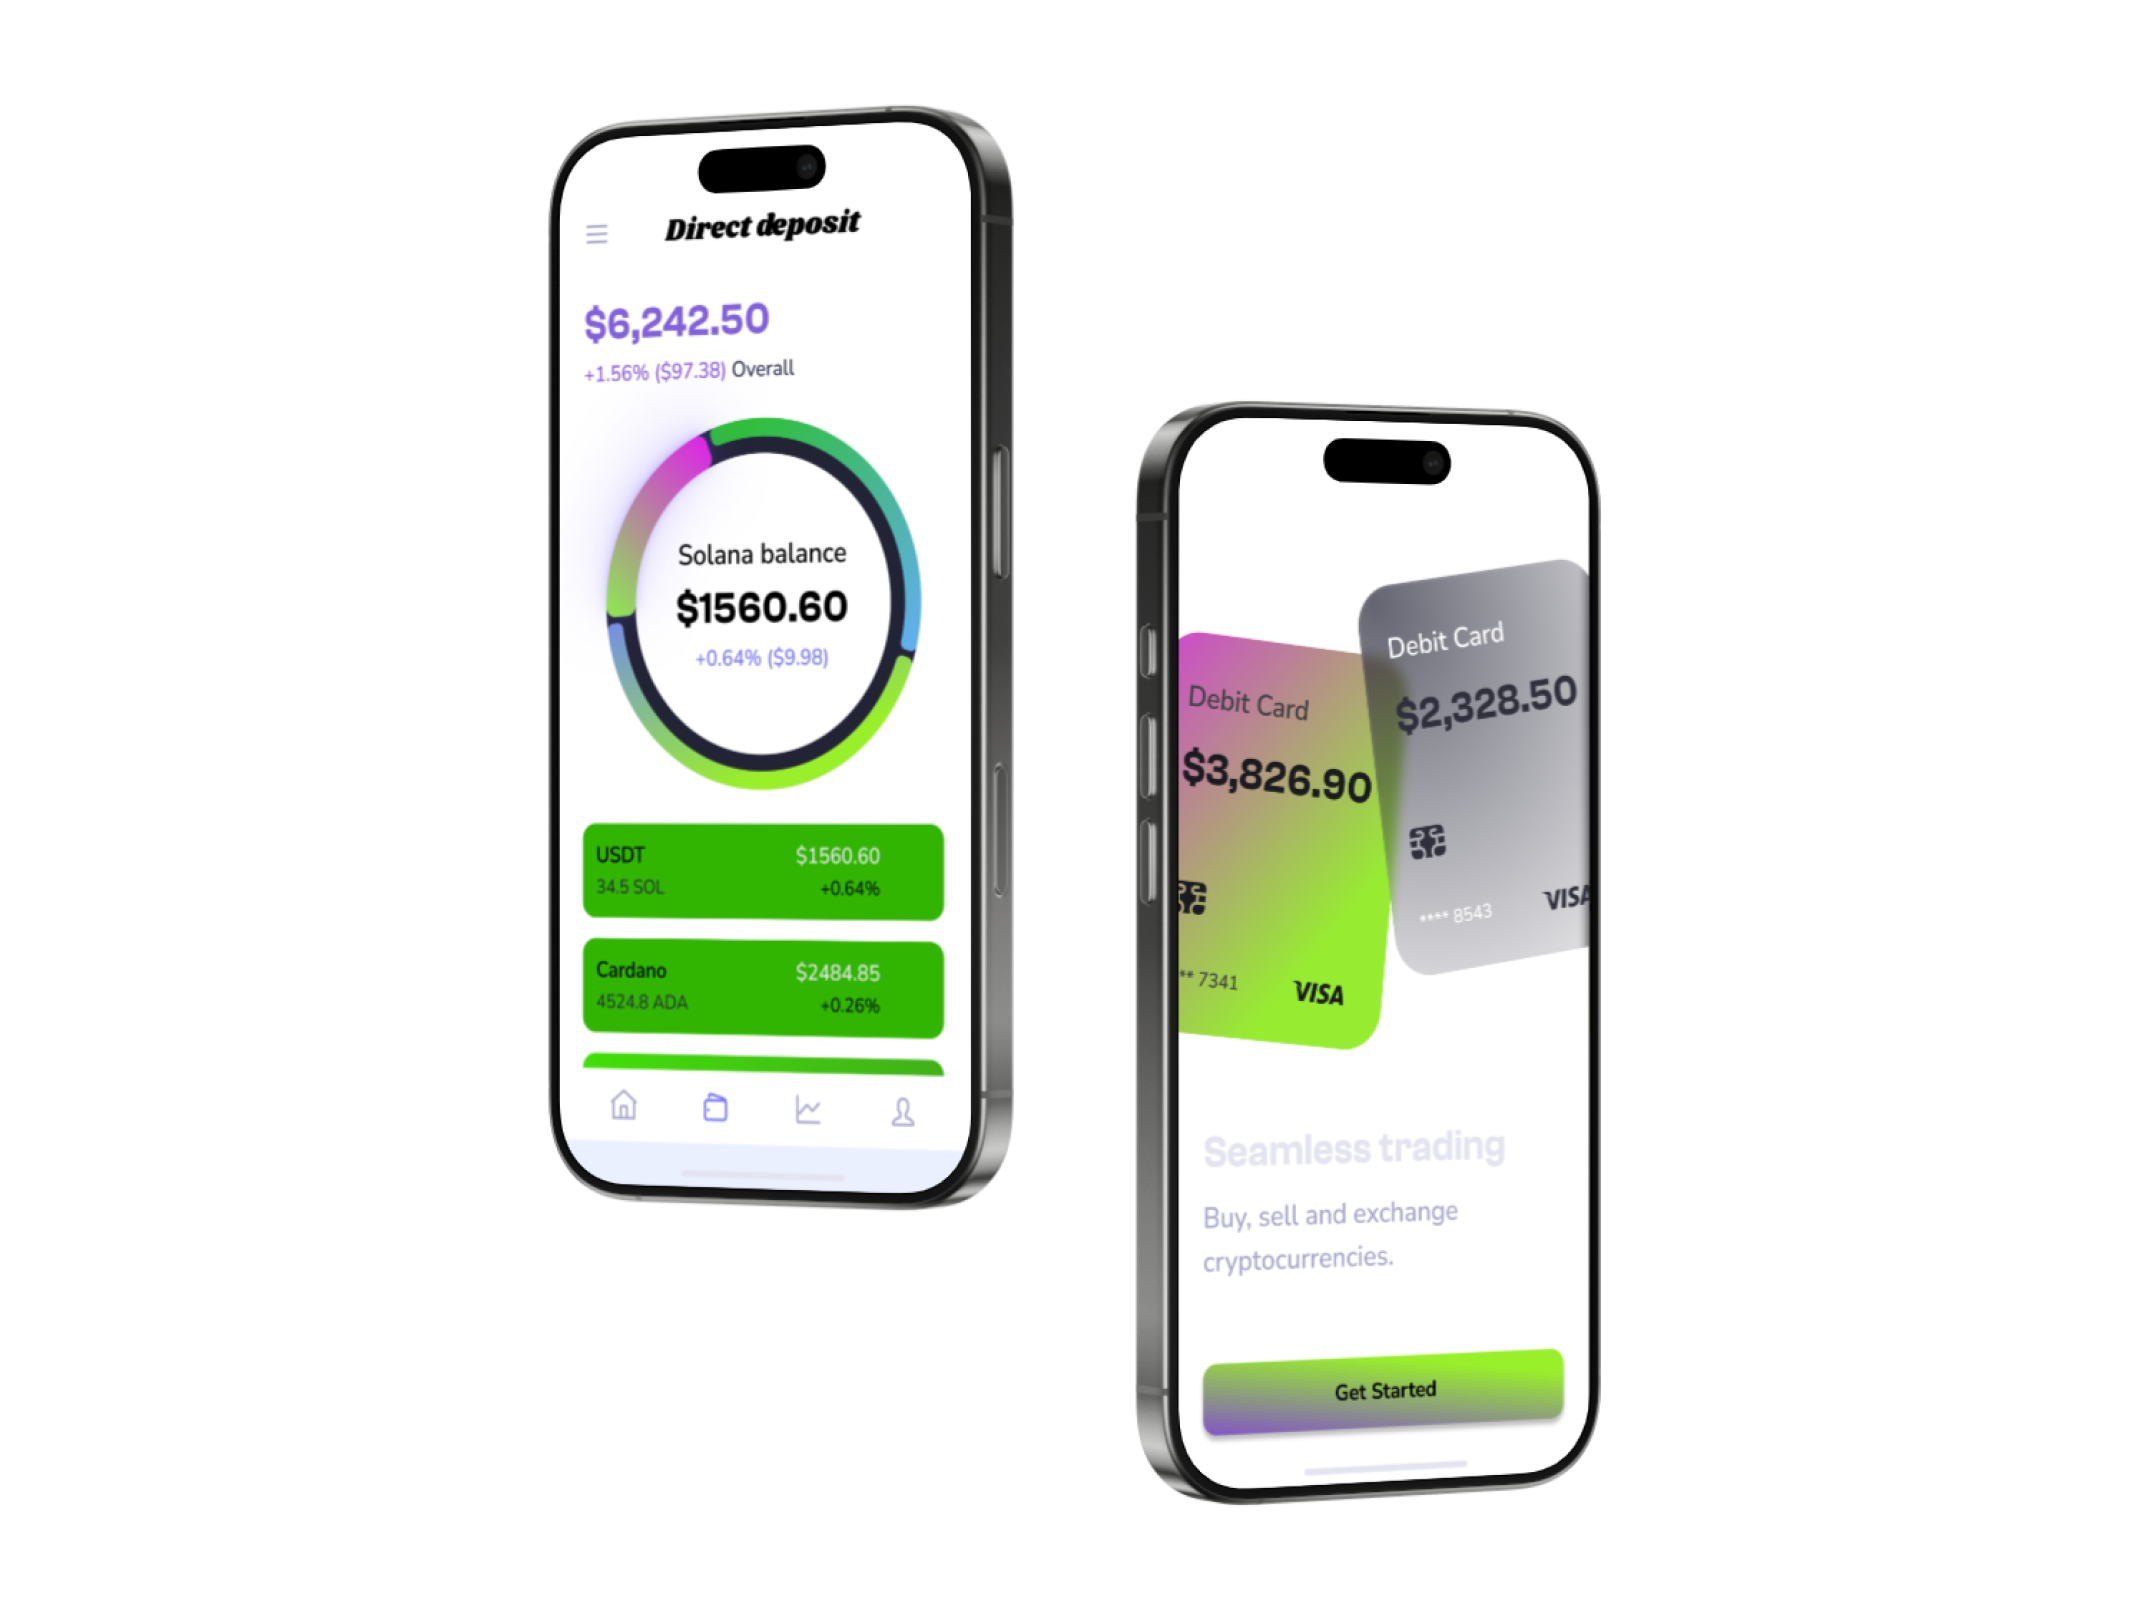 Direct deposit
$6,242.50
+1.56% ($97.38) Overall
Solana balance
$1560.60
+0.64% ($9.98)
USDT
$1560.60
34.5 SOL
+0.64%
Cardano
$2484.85
4524.8 ADA
+0.26%
Debit Card
$2,328.50
**** 8543
VISA
Debit Card
$3,826.90
** 7341
VISA
Seamless trading
Buy, sell and exchange
cryptocurrencies.
Get Started